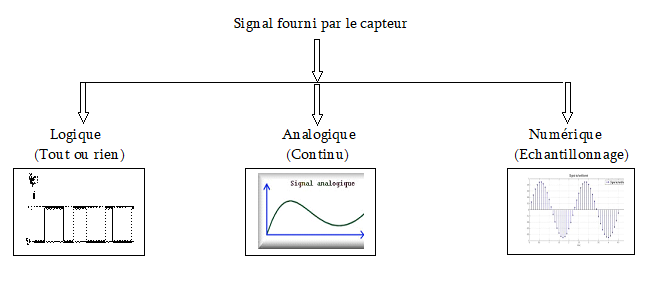 Signal fourni par le capteur
Logique
(Tout ou rien)
Analogique
(Continu)
Numérique
(Echantillonnage)
Signal analogique